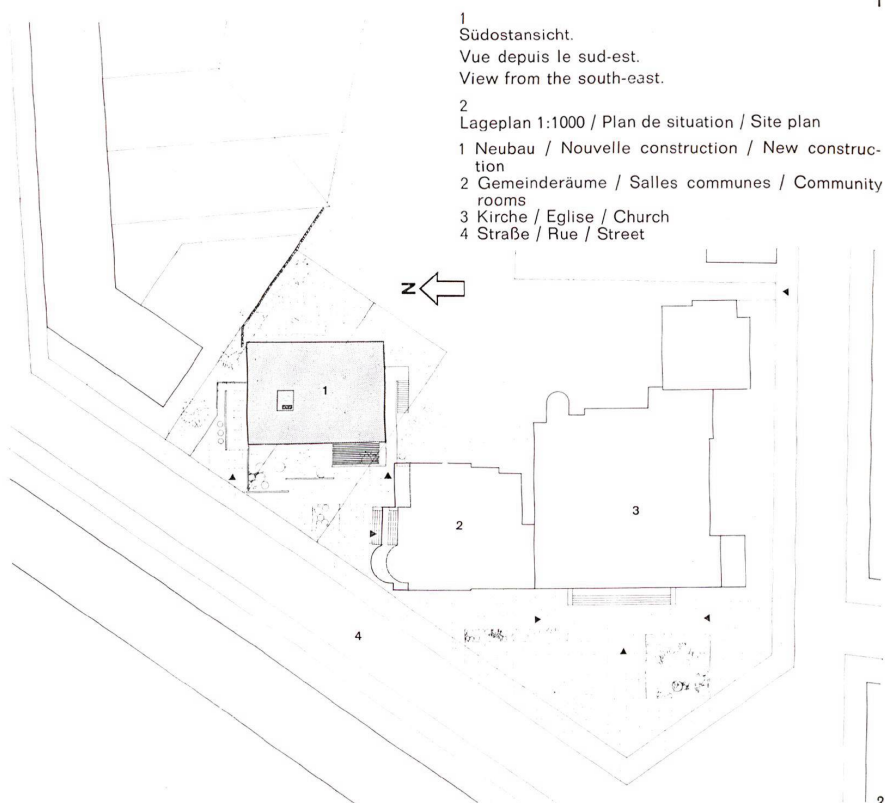 1
1
Südostansicht.
Vue depuis le sud-est.
View from the south-east.
2
Lageplan 1:1000 / Plan de situation / Site plan
1 Neubau / Nouvelle construction / New construc-
tion
2 Gemeinderäume / Salles communes / Community
rooms
3 Kirche / Eglise / Church
4 Straße / Rue / Street
N
1
2
3
4
2